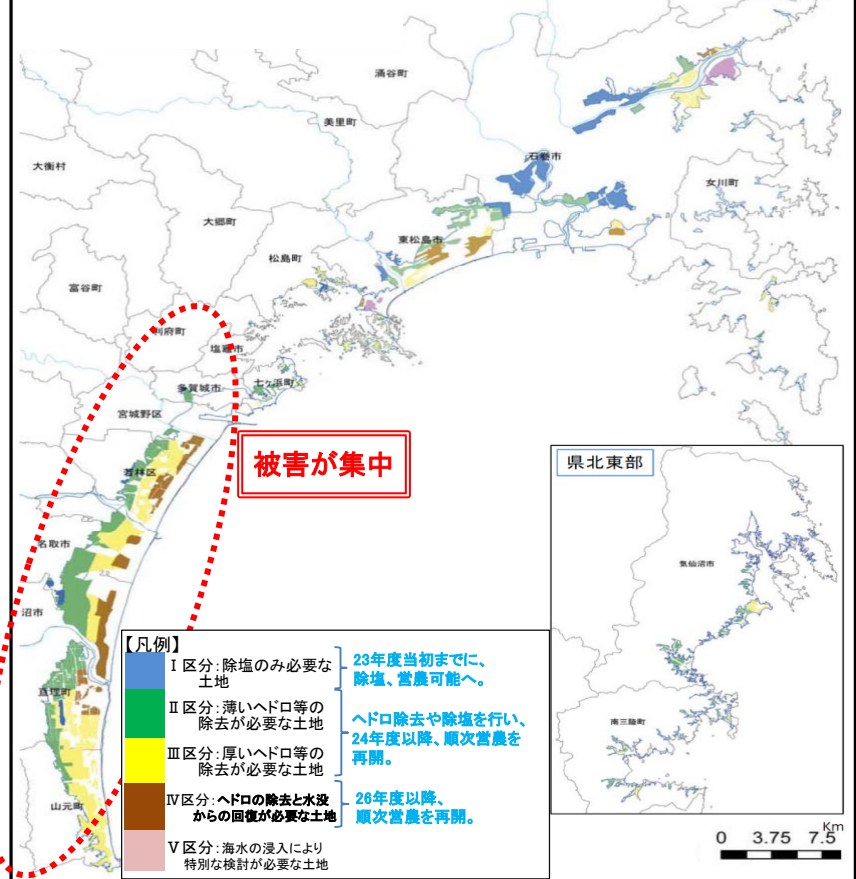 涌谷町
美里町
大衡村
石巻市
女川町
大郷町
東松島市
松島町
富谷町
利府町
塩竈市
多賀城市
七ヶ浜町
宮城野区
被害が集中
若林区
県北東部
名取市
気仙沼市
沼市
【凡例】
Ⅰ区分:除塩のみ必要な
土地
23年度当初までに、
除塩、営農可能へ。
Ⅱ区分:薄いヘドロ等の
除去が必要な土地
ヘドロ除去や除塩を行い、
24年度以降、順次営農を
再開。
Ⅲ区分:厚いヘドロ等の
除去が必要な土地
Ⅳ区分:ヘドロの除去と水没
からの回復が必要な土地
26年度以降、
順次営農を再開。
Ⅴ区分:海水の浸入により
特別な検討が必要な土地
亘理町
南三陸町
山元町
Km
0 3.75 7.5